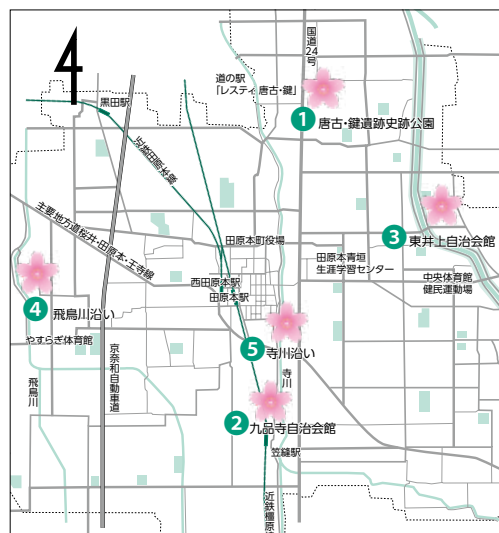 4
国道24号
道の駅
「レスティ 唐古・鍵」
黒田駅
1 唐古・鍵遺跡史跡公園
近鉄田原本線
主要地方道桜井・田原本・王寺線
3 東井上自治会館
田原本町役場
田原本青垣
生涯学習センター
中央体育館
健民運動場
西田原本駅
田原本駅
4 飛鳥川沿い
やすらぎ体育館
5 寺川沿い
京奈和自動車道
飛鳥川
寺川
2 九品寺自治会館
笠縫駅
近鉄橿原